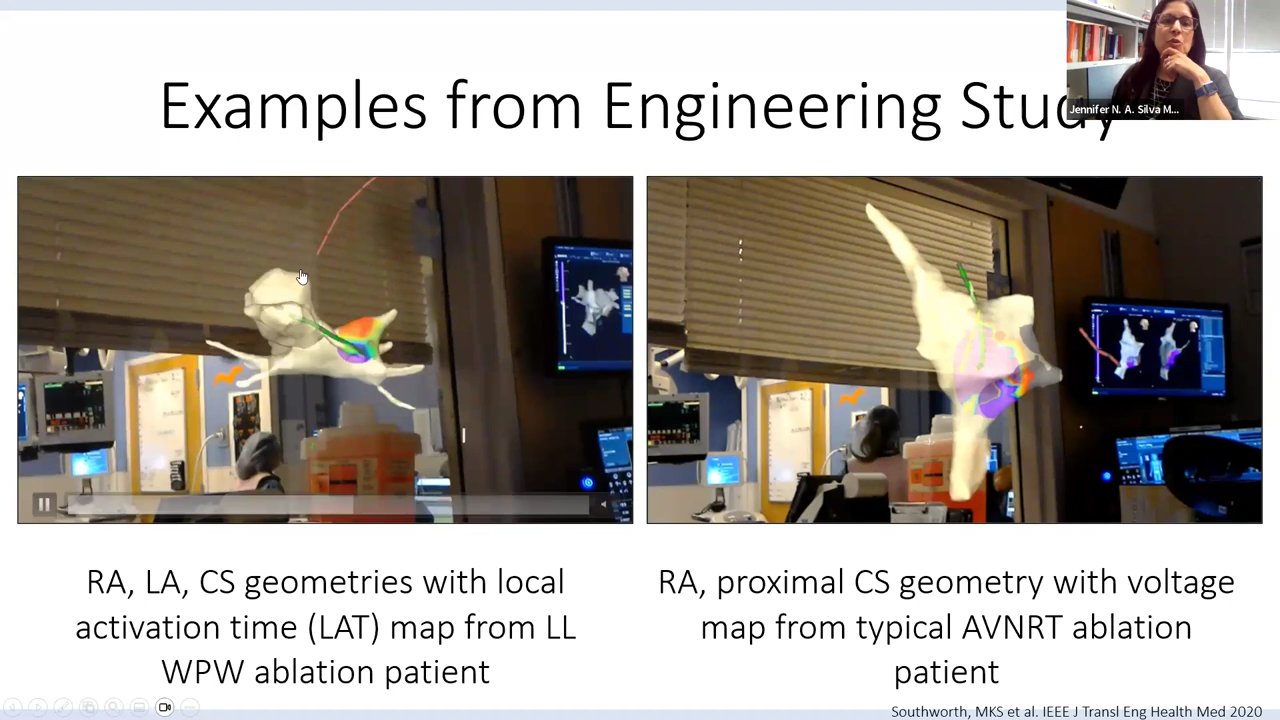 Examples from Engineering Study
Jennifer N. A. Silva M...
RA, LA, CS geometries with local
activation time (LAT) map from LL
WPW ablation patient
RA, proximal CS geometry with voltage
map from typical AVNRT ablation
patient
Southworth, MKS et al. IEEE J Transl Eng Health Med 2020